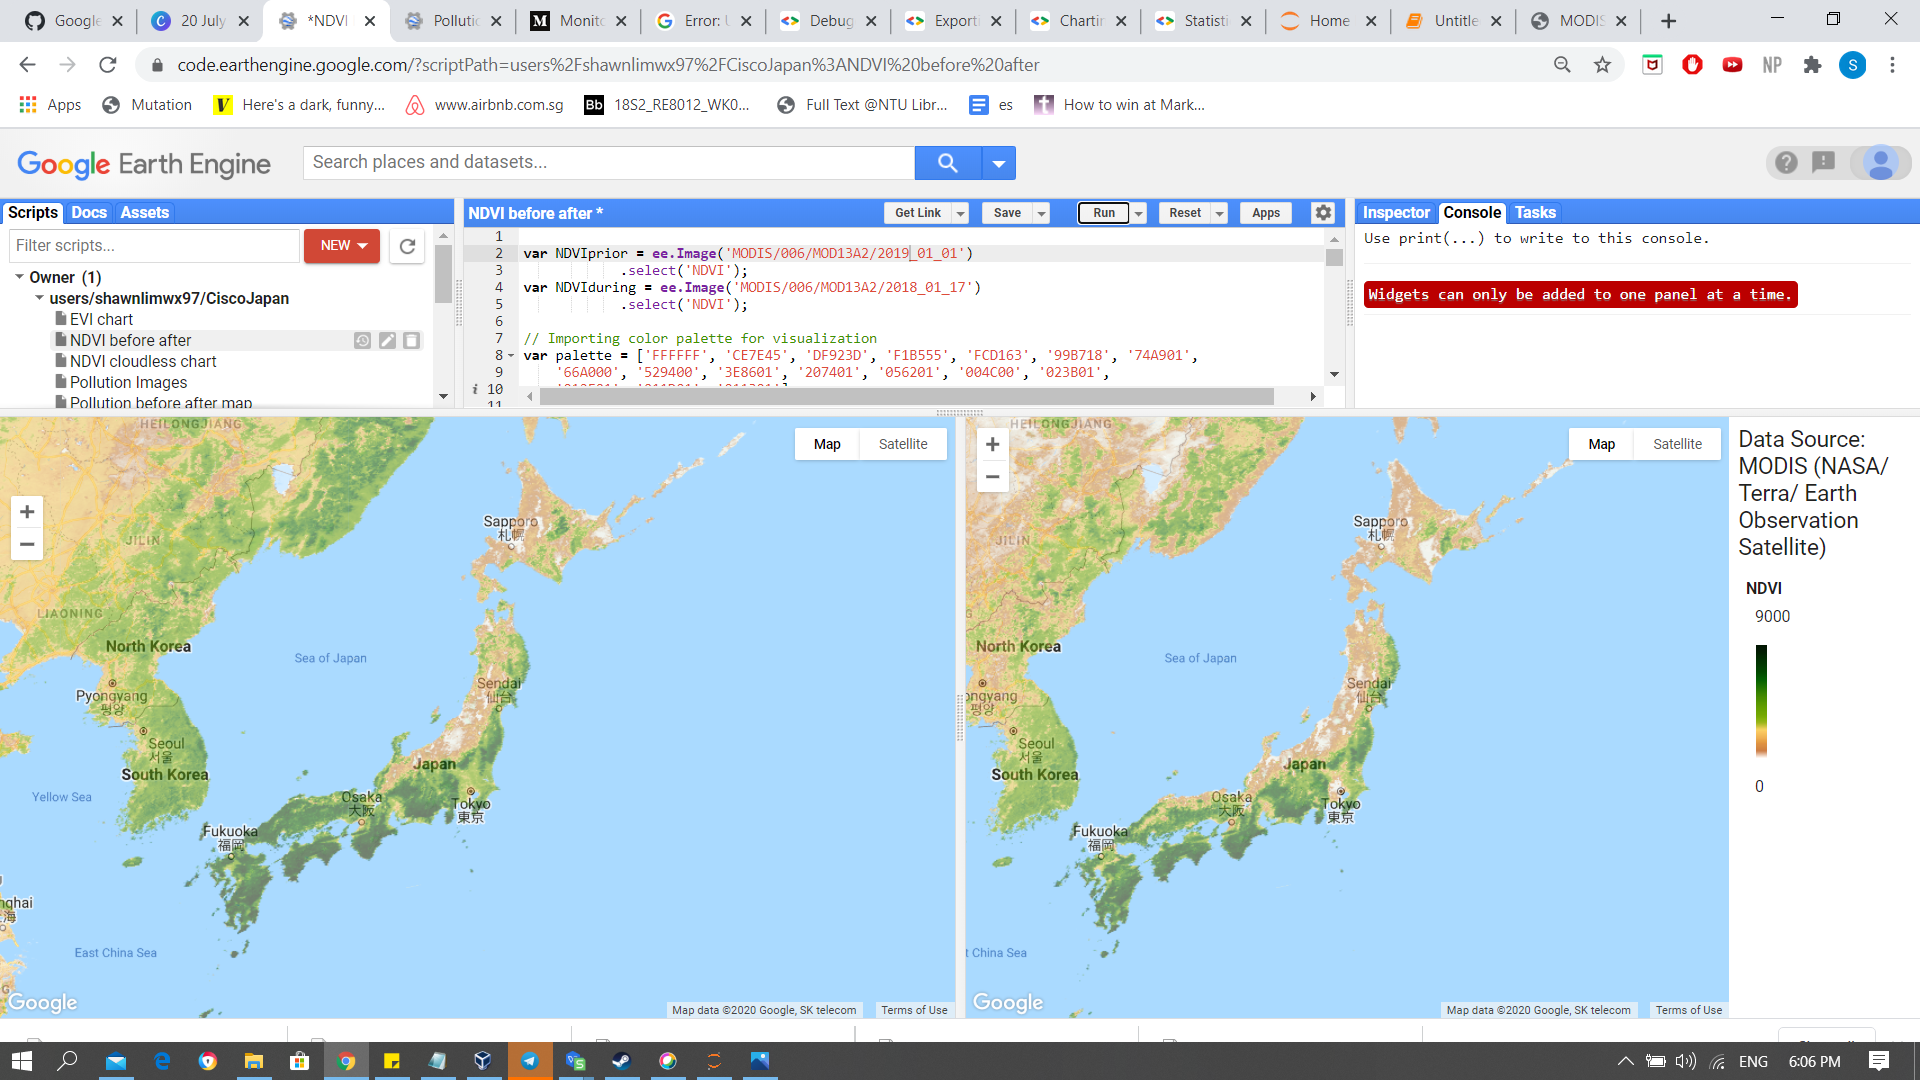 Google
20 July
*NDVI
Pollutio
Monito
Error: U
Debug
Exporti
Chartin
Statisti
Home
Untitle
MODIS
code.earthengine.google.com/?scriptPath=users%2Fshawnlimwx97%2FCiscoJapan%3ANDVI%20before%20after
NP
S
Apps
Mutation
Here's a dark, funny...
www.airbnb.com.sg
Bb
18S2_RE8012_WK0...
Full Text @NTU Libr...
es
How to win at Mark...
Google Earth Engine
Search places and datasets...
Scripts Docs Assets
NDVI before after *
Get Link
Save
Run
Reset
Apps
Inspector Console Tasks
Filter scripts...
NEW
Owner (1)
users/shawnlimwx97/CiscoJapan
EVI chart
NDVI before after
NDVI cloudless chart
Pollution Images
Pollution before after map
1
2 var NDVIprior = ee.Image('MODIS/006/MOD13A2/2019_01_01')
3 .select('NDVI');
4 var NDVIduring = ee.Image('MODIS/006/MOD13A2/2018_01_17')
5 .select('NDVI');
6
7 // Importing color palette for visualization
8 var palette = ['FFFFFF', 'CE7E45', 'DF923D', 'F1B555', 'FCD163', '99B718', '74A901',
9 '66A000', '529400', '3E8601', '207401', '056201', '004C00', '023B01',
i 10
11
Use print(...) to write to this console.
Widgets can only be added to one panel at a time.
HEILONGJIANG
JILIN
LIAONING
North Korea
Pyongyang
평양
Seoul
서울
South Korea
Yellow Sea
Sea of Japan
Sapporo
札幌
Sendai
仙台
Japan
Osaka
大阪
Tokyo
東京
Fukuoka
福岡
nghai
海
East China Sea
Map Satellite
+
−
Google
Map data ©2020 Google, SK telecom
Terms of Use
HEILONGJIANG
JILIN
North Korea
ongyang
평양
Seoul
서울
South Korea
Sea of Japan
Sapporo
札幌
Sendai
仙台
Japan
Osaka
大阪
Tokyo
東京
Fukuoka
福岡
t China Sea
Map Satellite
+
−
Google
Map data ©2020 Google, SK telecom
Terms of Use
Data Source:
MODIS (NASA/
Terra/ Earth
Observation
Satellite)
NDVI
9000
0
ENG
6:06 PM